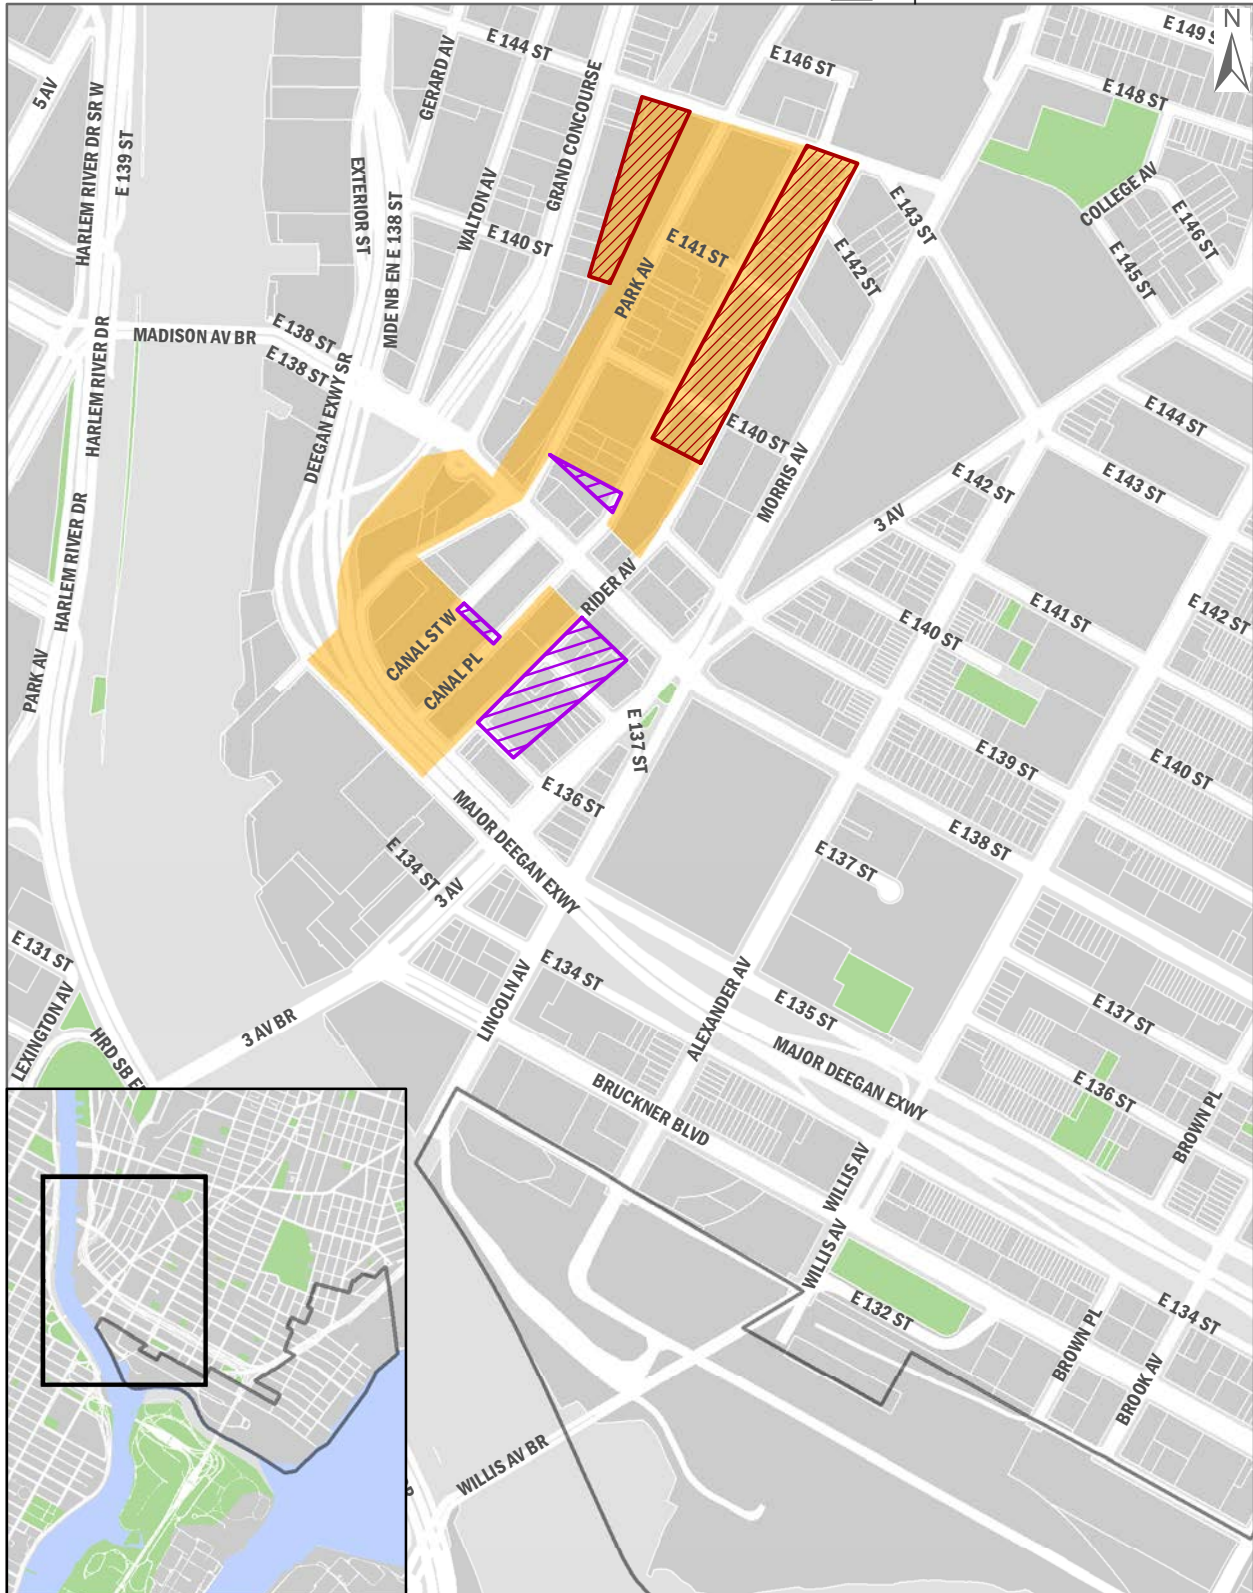 N
E 149 S
E 144 ST
E 146 ST
E 148 ST
5 AV
HARLEM RIVER DR SR W
E 139 ST
GERARD AV
GRAND CONCOURSE
EXTERIOR ST
MDE NB EN E 138 ST
WALTON AV
E 140 ST
E 141 ST
PARK AV
E 143 ST
E 142 ST
COLLEGE AV
E 146 ST
E 145 ST
MADISON AV BR
E 138 ST
E 138 ST
HARLEM RIVER DR
DEEGAN EXWY SR
E 140 ST
MORRIS AV
E 144 ST
E 143 ST
E 142 ST
3 AV
HARLEM RIVER DR
RIDER AV
E 141 ST
E 142 ST
E 140 ST
CANAL ST W
CANAL PL
PARK AV
E 137 ST
E 139 ST
E 140 ST
E 136 ST
MAJOR DEEGAN EXWY
E 138 ST
E 137 ST
E 134 ST
3 AV
E 131 ST
LEXINGTON AV
LINCOLN AV
E 134 ST
ALEXANDER AV
E 135 ST
E 137 ST
3 AV BR
HRD SB E
MAJOR DEEGAN EXWY
E 136 ST
BRUCKNER BLVD
BROWN PL
WILLIS AV
WILLIS AV
E 132 ST
E 134 ST
BROWN PL
BROOK AV
WILLIS AV BR